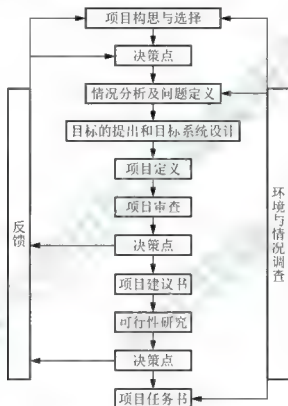 项目构思与选择
决策点
情况分析及问题定义
目标的提出和目标系统设计
项目定义
项目审查
决策点
项目建议书
可行性研究
决策点
项目任务书
反馈
环境与情况调查